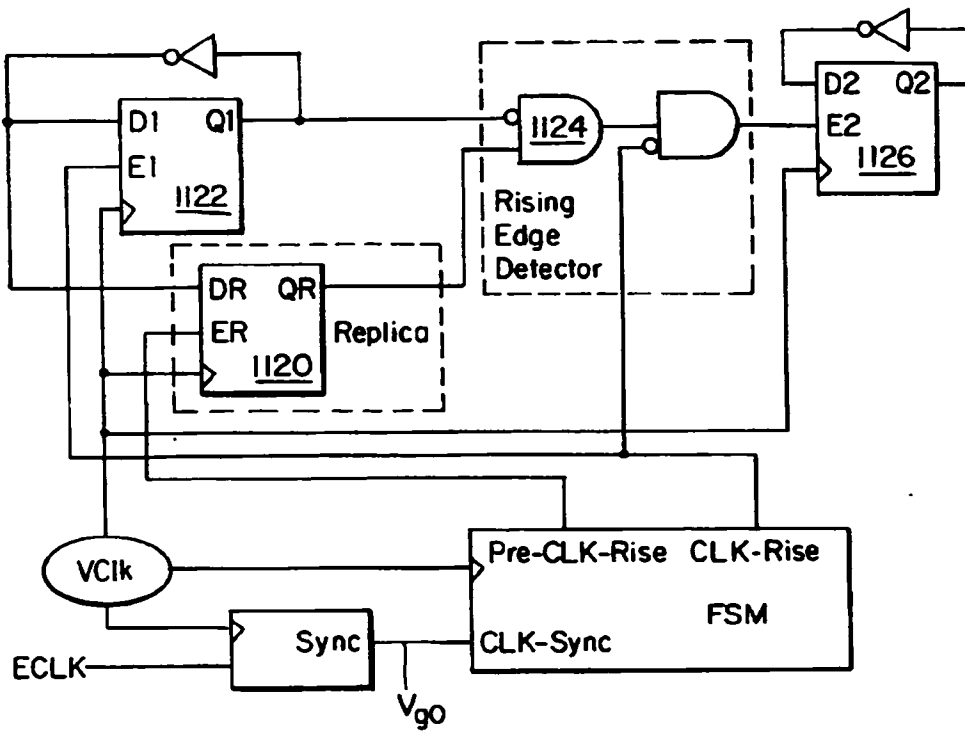 D1 Q1
E1
1122
1124
D2 Q2
E2
1126
Rising
Edge
Detector
DR QR
ER
1120
Replica
VClk
Pre-CLK-Rise CLK-Rise
FSM
Sync
CLK-Sync
ECLK
Vg0